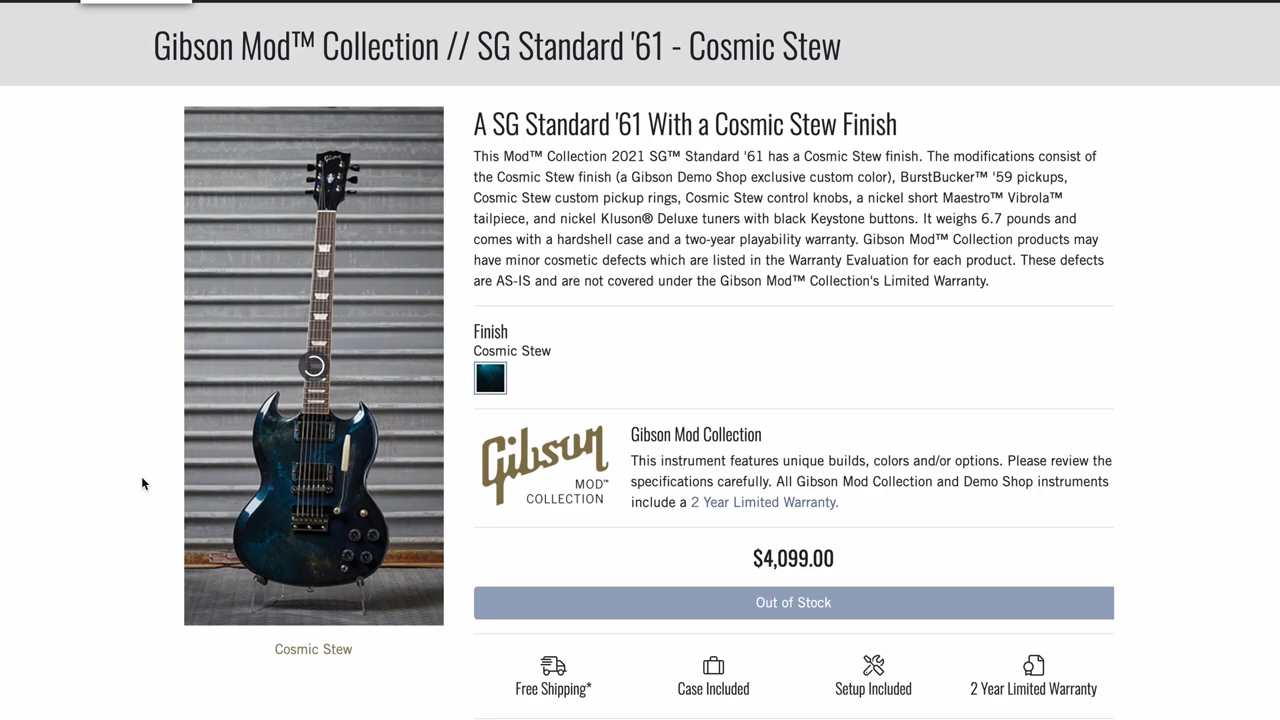 Gibson Mod™ Collection // SG Standard '61 - Cosmic Stew
A SG Standard '61 With a Cosmic Stew Finish
This Mod™ Collection 2021 SG™ Standard '61 has a Cosmic Stew finish. The modifications consist of
the Cosmic Stew finish (a Gibson Demo Shop exclusive custom color), BurstBucker™ '59 pickups,
Cosmic Stew custom pickup rings, Cosmic Stew control knobs, a nickel short Maestro™ Vibrola™
tailpiece, and nickel Kluson® Deluxe tuners with black Keystone buttons. It weighs 6.7 pounds and
comes with a hardshell case and a two-year playability warranty. Gibson Mod™ Collection products may
have minor cosmetic defects which are listed in the Warranty Evaluation for each product. These defects
are AS-IS and are not covered under the Gibson Mod™ Collection's Limited Warranty.
Finish
Cosmic Stew
Gibson
MOD™
COLLECTION
Gibson Mod Collection
This instrument features unique builds, colors and/or options. Please review the
specifications carefully. All Gibson Mod Collection and Demo Shop instruments
include a 2 Year Limited Warranty.
$4,099.00
Out of Stock
Cosmic Stew
Free Shipping*
Case Included
Setup Included
2 Year Limited Warranty
Gibson